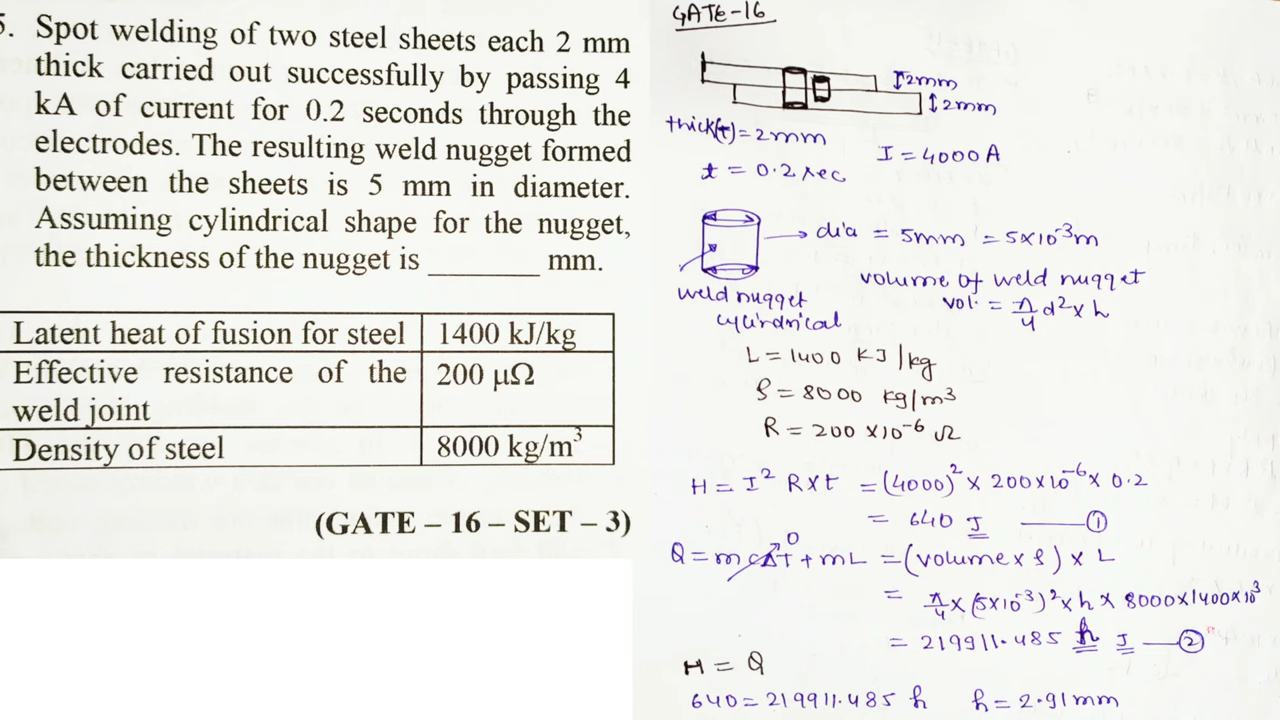 5. Spot welding of two steel sheets each 2 mm
thick carried out successfully by passing 4
kA of current for 0.2 seconds through the
electrodes. The resulting weld nugget formed
between the sheets is 5 mm in diameter.
Assuming cylindrical shape for the nugget,
the thickness of the nugget is ________ mm.
Latent heat of fusion for steel 1400 kJ/kg
Effective resistance of the 200 μΩ
weld joint
Density of steel 8000 kg/m³
(GATE – 16 – SET – 3)
GATE-16
↕2mm
↕2mm
thick(t) = 2mm
I = 4000 A
t = 0.2 sec
→ dia = 5mm = 5×10⁻³m
weld nugget
cylindrical
volume of weld nugget
vol. = π/4 d² × h
L = 1400 KJ/kg
ρ = 8000 kg/m³
R = 200 ×10⁻⁶ Ω
H = I² R×t = (4000)² × 200×10⁻⁶ × 0.2
= 640 J —— ①
Q = mcΔT↗0 + mL = (volume × ρ) × L
= π/4 × (5×10⁻³)² × h × 8000×1400×10³
= 219911.485 h J — ②
H = Q
640 = 219911.485 h h = 2.91mm